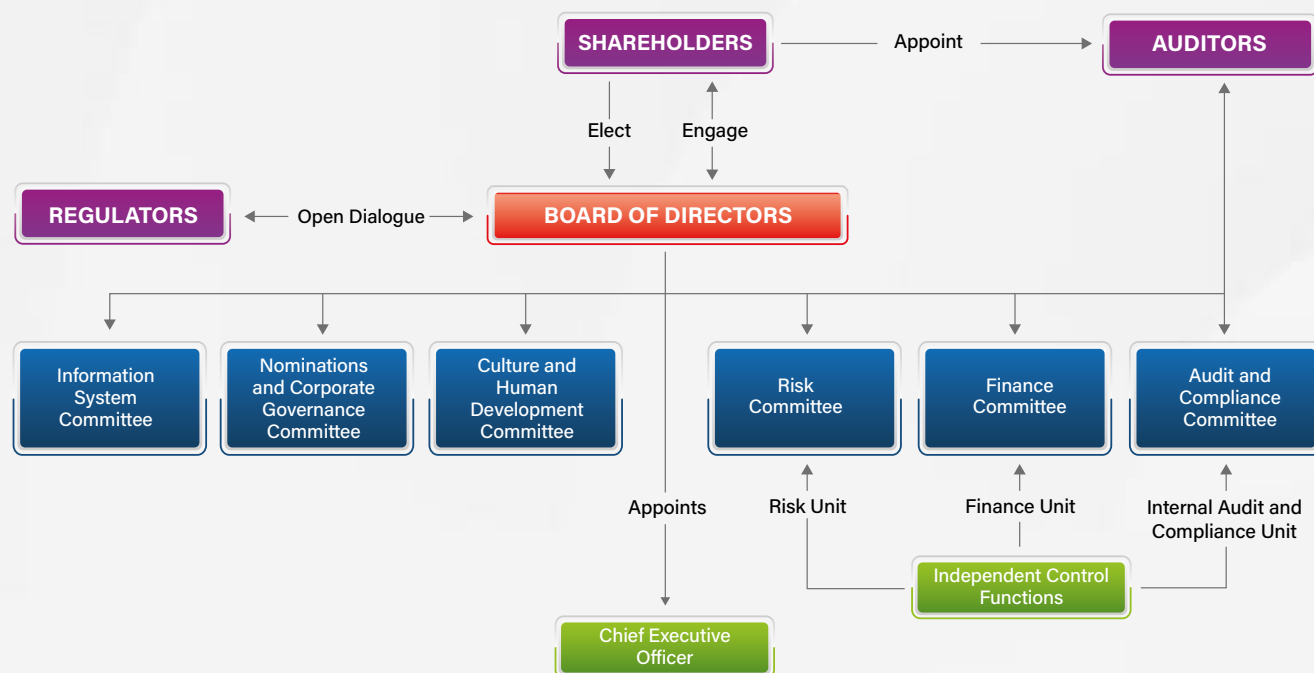 SHAREHOLDERS
Appoint
AUDITORS
Elect
Engage
REGULATORS
Open Dialogue
BOARD OF DIRECTORS
Information
System
Committee
Nominations
and Corporate
Governance
Committee
Culture and
Human
Development
Committee
Risk
Committee
Finance
Committee
Audit and
Compliance
Committee
Appoints
Risk Unit
Finance Unit
Internal Audit and
Compliance Unit
Independent Control
Functions
Chief Executive
Officer